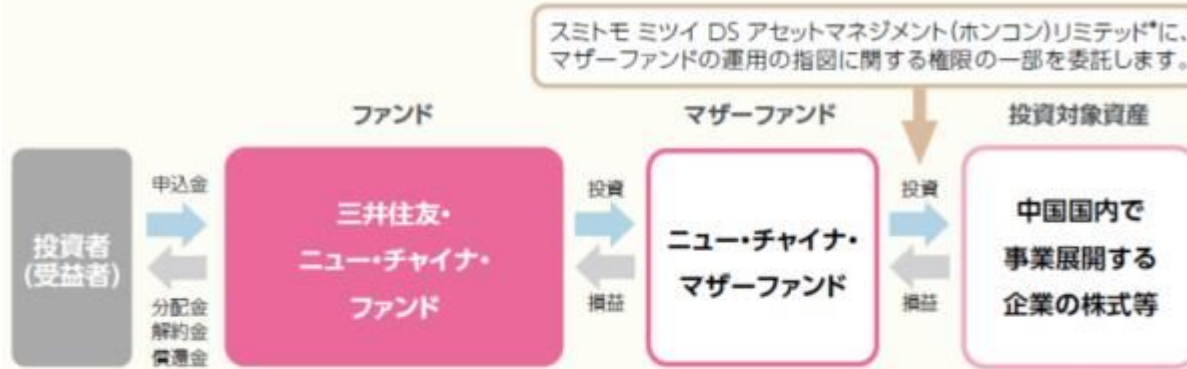 スミトモ ミツイ DS アセットマネジメント(ホンコン)リミテッド*に、
マザーファンドの運用の指図に関する権限の一部を委託します。
ファンド
マザーファンド
投資対象資産
投資者
(受益者)
申込金
分配金
解約金
償還金
三井住友・
ニュー・チャイナ・
ファンド
投資
損益
ニュー・チャイナ・
マザーファンド
投資
損益
中国国内で
事業展開する
企業の株式等